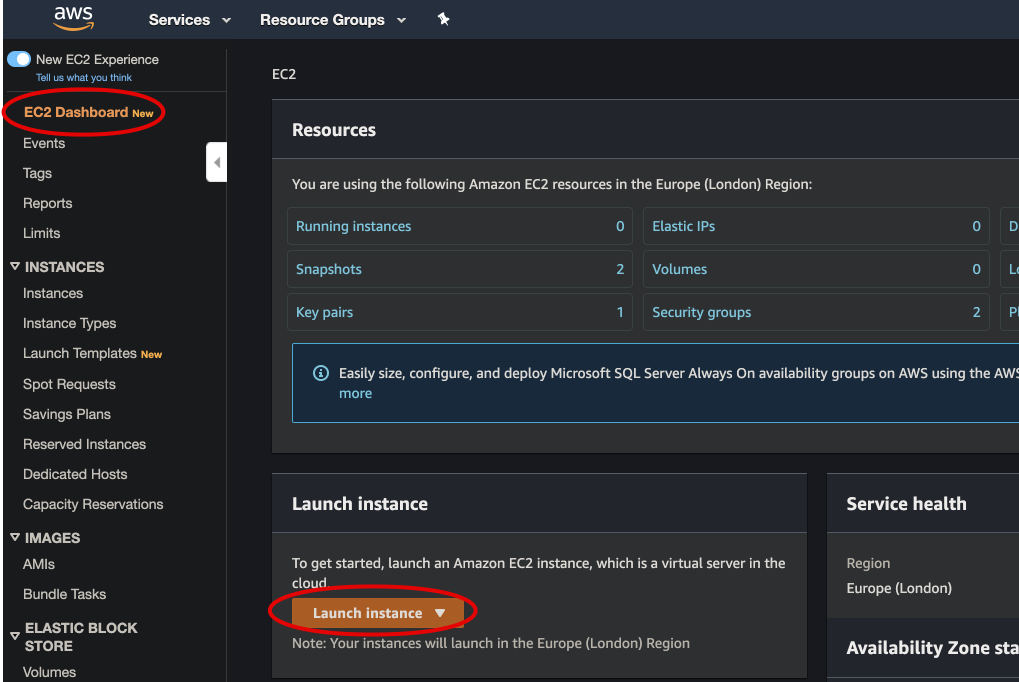 aws
Services
Resource Groups
New EC2 Experience
Tell us what you think
EC2 Dashboard New
Events
Tags
Reports
Limits
INSTANCES
Instances
Instance Types
Launch Templates New
Spot Requests
Savings Plans
Reserved Instances
Dedicated Hosts
Capacity Reservations
IMAGES
AMIs
Bundle Tasks
ELASTIC BLOCK
STORE
Volumes
EC2
Resources
You are using the following Amazon EC2 resources in the Europe (London) Region:
Running instances 0
Elastic IPs 0
D
Snapshots 2
Volumes 0
Lo
Key pairs 1
Security groups 2
Pl
Easily size, configure, and deploy Microsoft SQL Server Always On availability groups on AWS using the AWS
more
Launch instance
To get started, launch an Amazon EC2 instance, which is a virtual server in the
cloud.
Launch instance
Note: Your instances will launch in the Europe (London) Region
Service health
Region
Europe (London)
Availability Zone sta